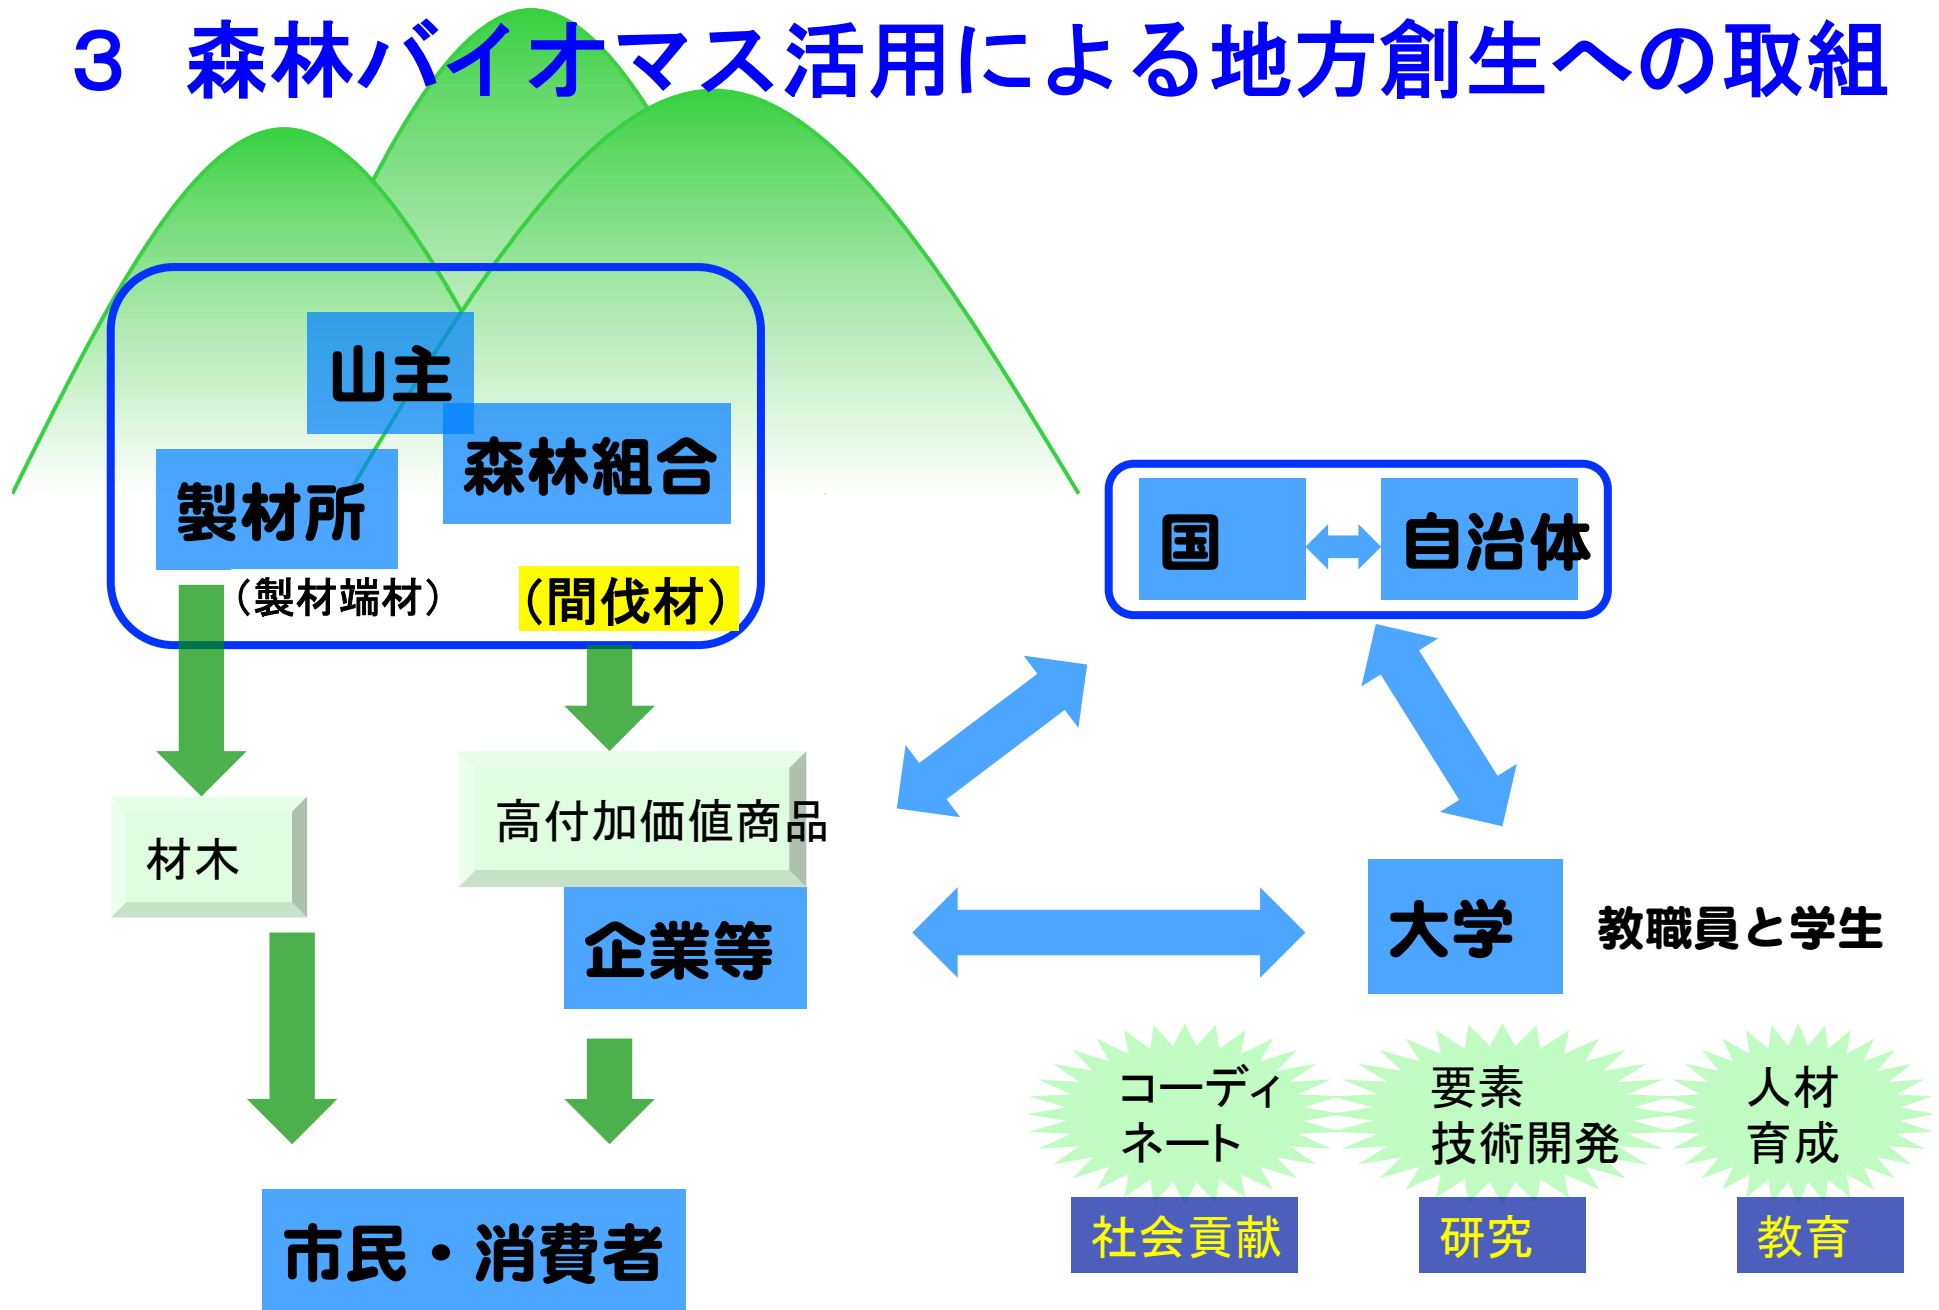 ３　森林バイオマス活用による地方創生への取組
山主
森林組合
製材所
（製材端材）
（間伐材）
国
自治体
高付加価値商品
材木
企業等
大学
教職員と学生
コーディ
ネート
要素
技術開発
人材
育成
社会貢献
研究
教育
市民・消費者